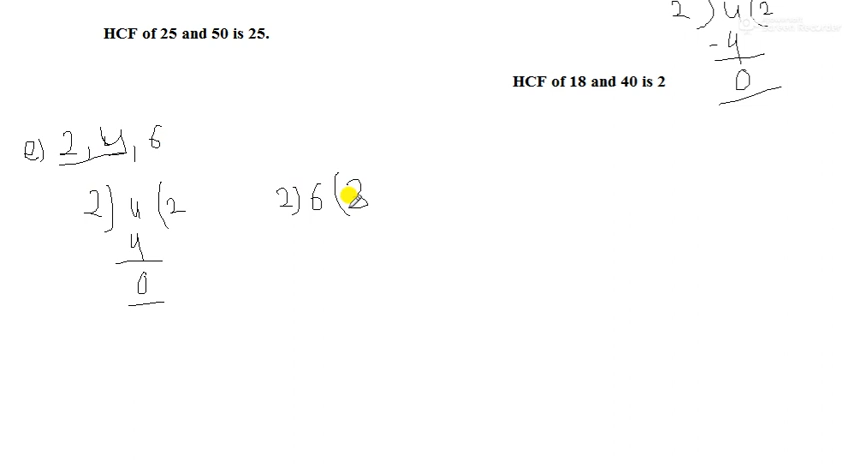 2 ) 4 ( 2
- 4
0
HCF of 25 and 50 is 25.
HCF of 18 and 40 is 2
e) 2, 4, 6
2 ) 4 ( 2
4
0
2 ) 6 (